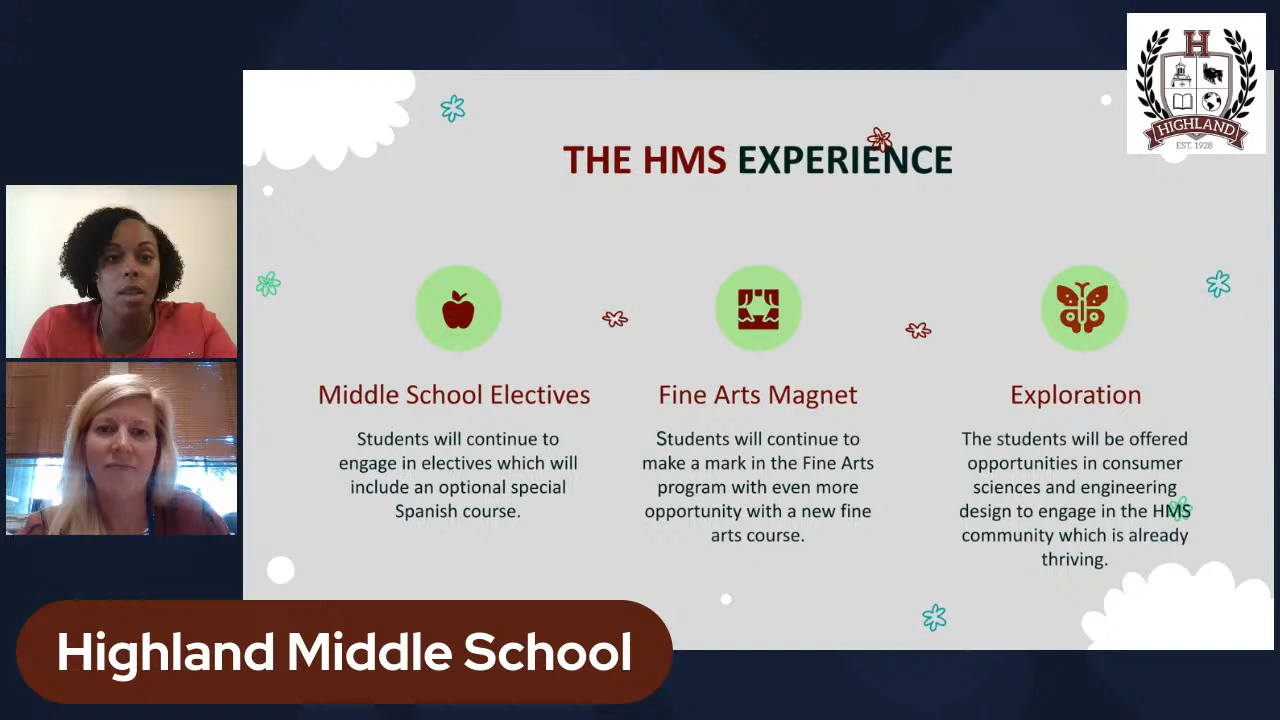 H
HIGHLAND
EST. 1928
THE HMS EXPERIENCE
Middle School Electives
Students will continue to
engage in electives which will
include an optional special
Spanish course.
Fine Arts Magnet
Students will continue to
make a mark in the Fine Arts
program with even more
opportunity with a new fine
arts course.
Exploration
The students will be offered
opportunities in consumer
sciences and engineering
design to engage in the HMS
community which is already
thriving.
Highland Middle School